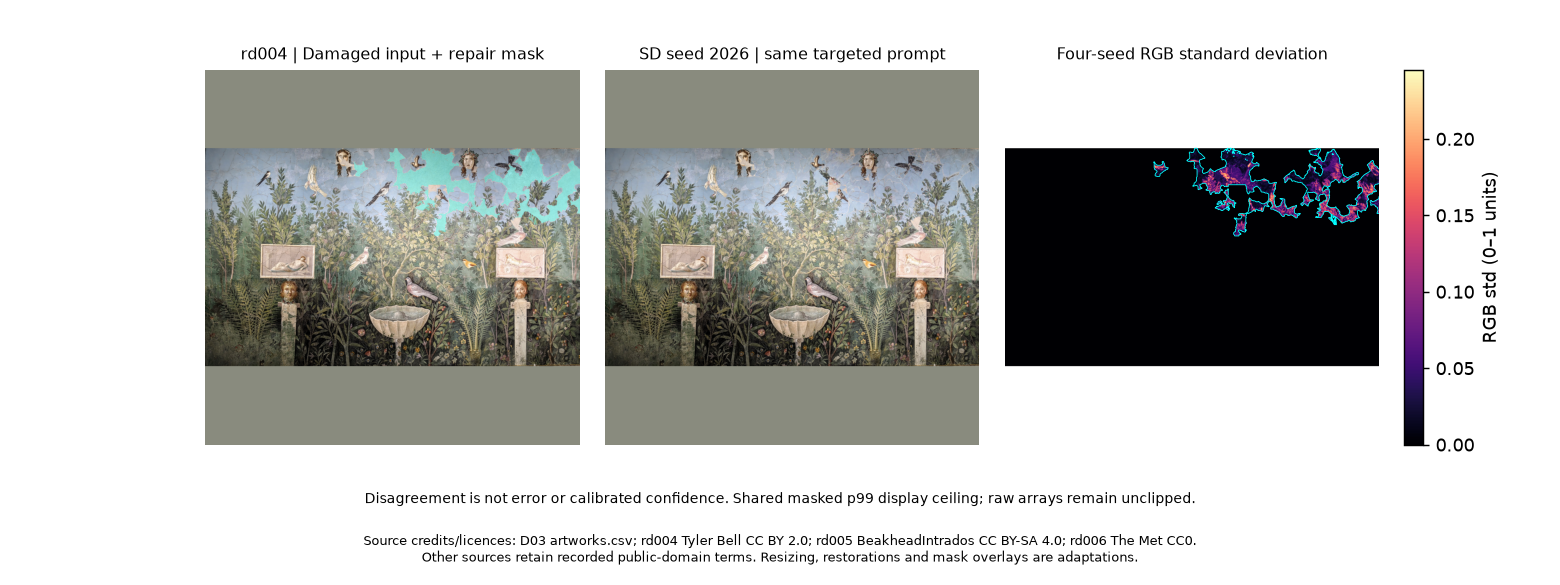 rd004 | Damaged input + repair mask
SD seed 2026 | same targeted prompt
Four-seed RGB standard deviation
0.20
0.15
0.10
0.05
0.00
RGB std (0–1 units)
Disagreement is not error or calibrated confidence. Shared masked p99 display ceiling; raw arrays remain unclipped.
Source credits/licences: D03 artworks.csv; rd004 Tyler Bell CC BY 2.0; rd005 BeakheadIntrados CC BY-SA 4.0; rd006 The Met CC0.
Other sources retain recorded public-domain terms. Resizing, restorations and mask overlays are adaptations.